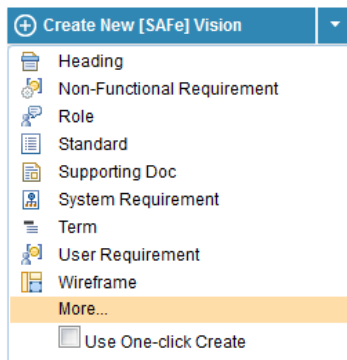 Create New [SAFe] Vision
Heading
Non-Functional Requirement
Role
Standard
Supporting Doc
System Requirement
Term
User Requirement
Wireframe
More...
Use One-click Create